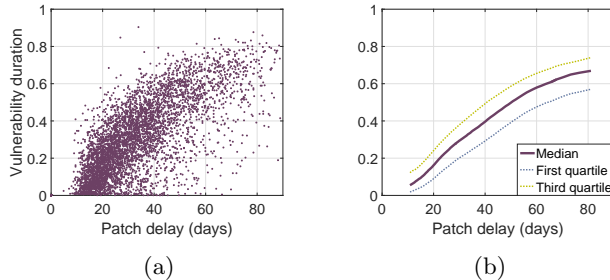 1
0.8
0.6
0.4
0.2
0
0 20 40 60 80
Vulnerability duration
Patch delay (days)
(a)
1
0.8
0.6
0.4
0.2
0
0 20 40 60 80
Patch delay (days)
Median
First quartile
Third quartile
(b)